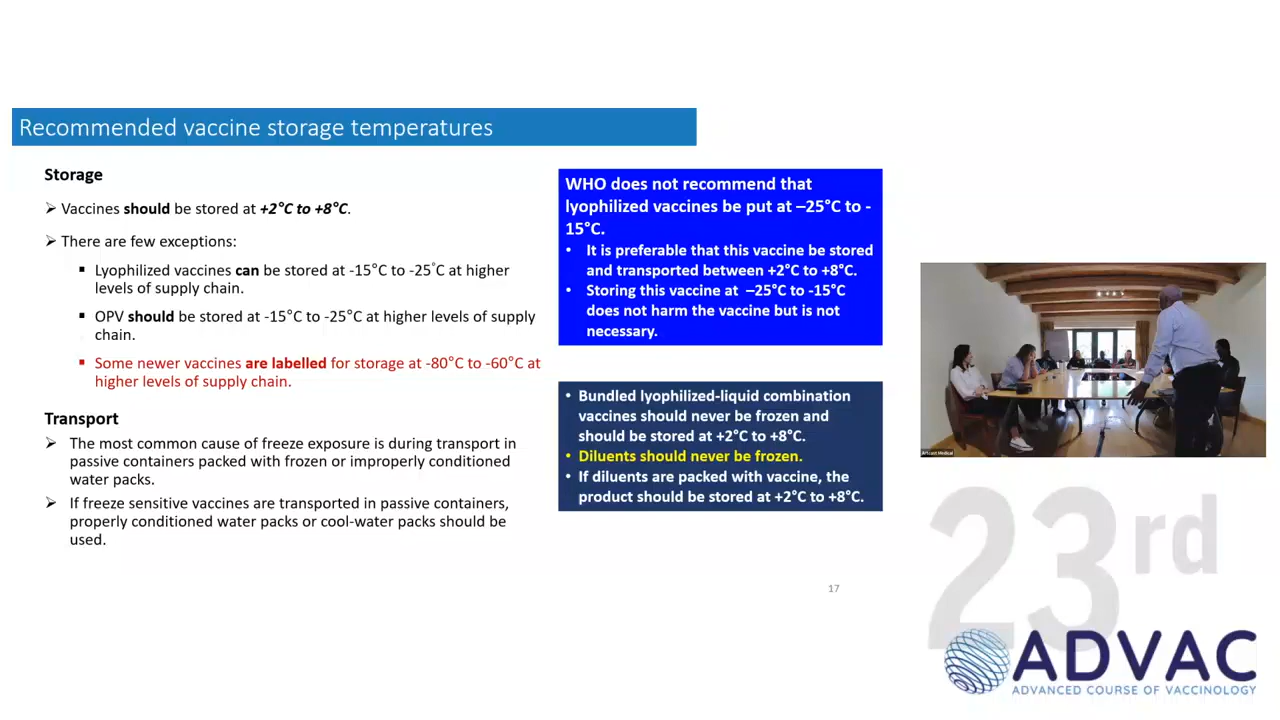 Recommended vaccine storage temperatures
Storage
➢ Vaccines should be stored at +2°C to +8°C.
➢ There are few exceptions:
▪ Lyophilized vaccines can be stored at -15°C to -25°C at higher
levels of supply chain.
▪ OPV should be stored at -15°C to -25°C at higher levels of supply
chain.
▪ Some newer vaccines are labelled for storage at -80°C to -60°C at
higher levels of supply chain.
Transport
➢ The most common cause of freeze exposure is during transport in
passive containers packed with frozen or improperly conditioned
water packs.
➢ If freeze sensitive vaccines are transported in passive containers,
properly conditioned water packs or cool-water packs should be
used.
WHO does not recommend that
lyophilized vaccines be put at –25°C to -
15°C.
• It is preferable that this vaccine be stored
and transported between +2°C to +8°C.
• Storing this vaccine at –25°C to -15°C
does not harm the vaccine but is not
necessary.
• Bundled lyophilized-liquid combination
vaccines should never be frozen and
should be stored at +2°C to +8°C.
• Diluents should never be frozen.
• If diluents are packed with vaccine, the
product should be stored at +2°C to +8°C.
17
Artcast Medical
23rd
ADVAC
ADVANCED COURSE OF VACCINOLOGY